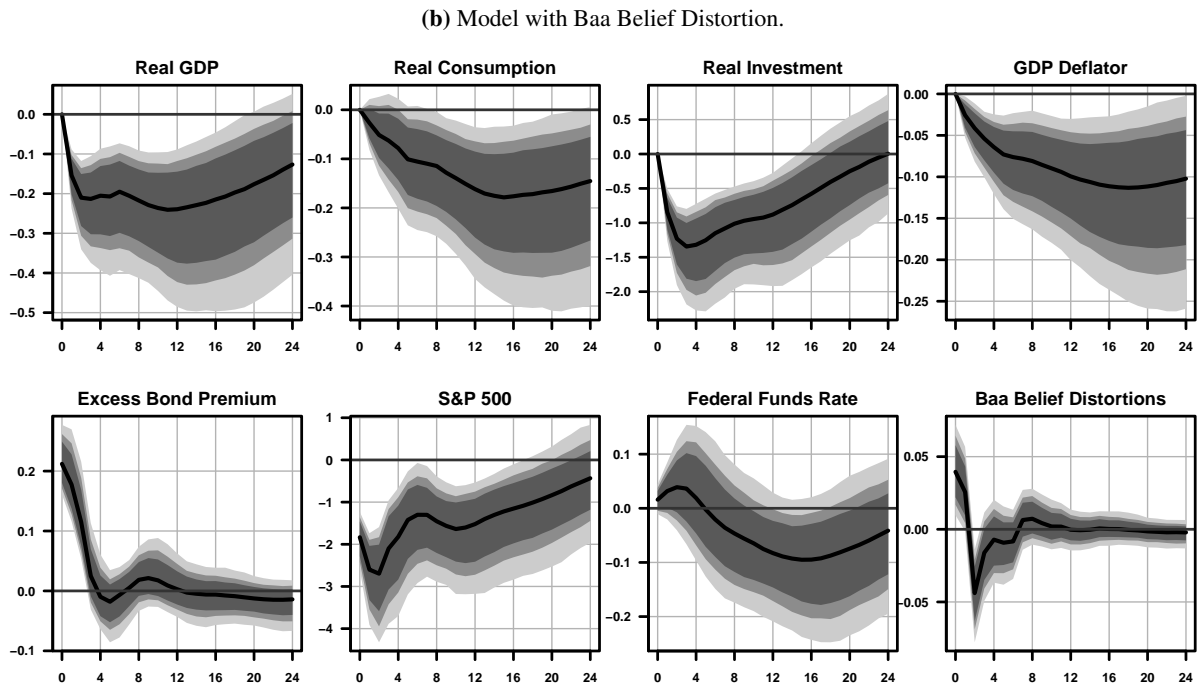 (b) Model with Baa Belief Distortion.
Real GDP
Real Consumption
Real Investment
GDP Deflator
0.0
−0.1
−0.2
−0.3
−0.4
−0.5
0 4 8 12 16 20 24
0.0
−0.1
−0.2
−0.3
−0.4
0 4 8 12 16 20 24
0.5
0.0
−0.5
−1.0
−1.5
−2.0
0 4 8 12 16 20 24
0.00
−0.05
−0.10
−0.15
−0.20
−0.25
0 4 8 12 16 20 24
Excess Bond Premium
S&P 500
Federal Funds Rate
Baa Belief Distortions
0.2
0.1
0.0
−0.1
0 4 8 12 16 20 24
1
0
−1
−2
−3
−4
0 4 8 12 16 20 24
0.1
0.0
−0.1
−0.2
0 4 8 12 16 20 24
0.05
0.00
−0.05
0 4 8 12 16 20 24